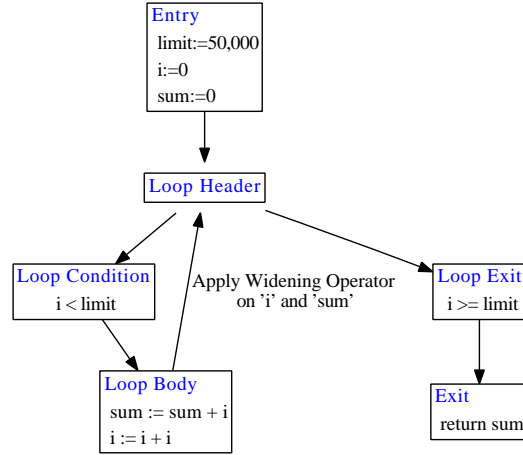 Entry
limit:=50,000
i:=0
sum:=0
Loop Header
Loop Condition
i < limit
Apply Widening Operator
on 'i' and 'sum'
Loop Exit
i >= limit
Loop Body
sum := sum + i
i := i + i
Exit
return sum